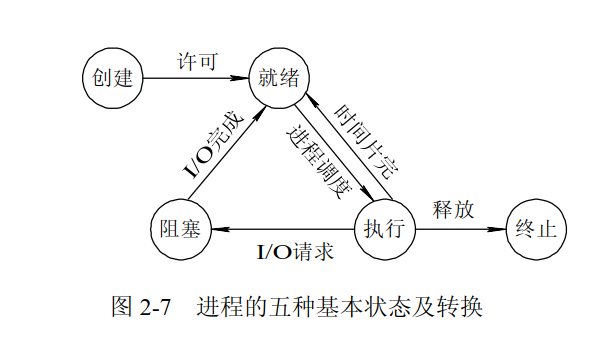 创建
许可
就绪
I/O完成
进程调度
时间片完
阻塞
I/O请求
执行
释放
终止
图 2-7 进程的五种基本状态及转换